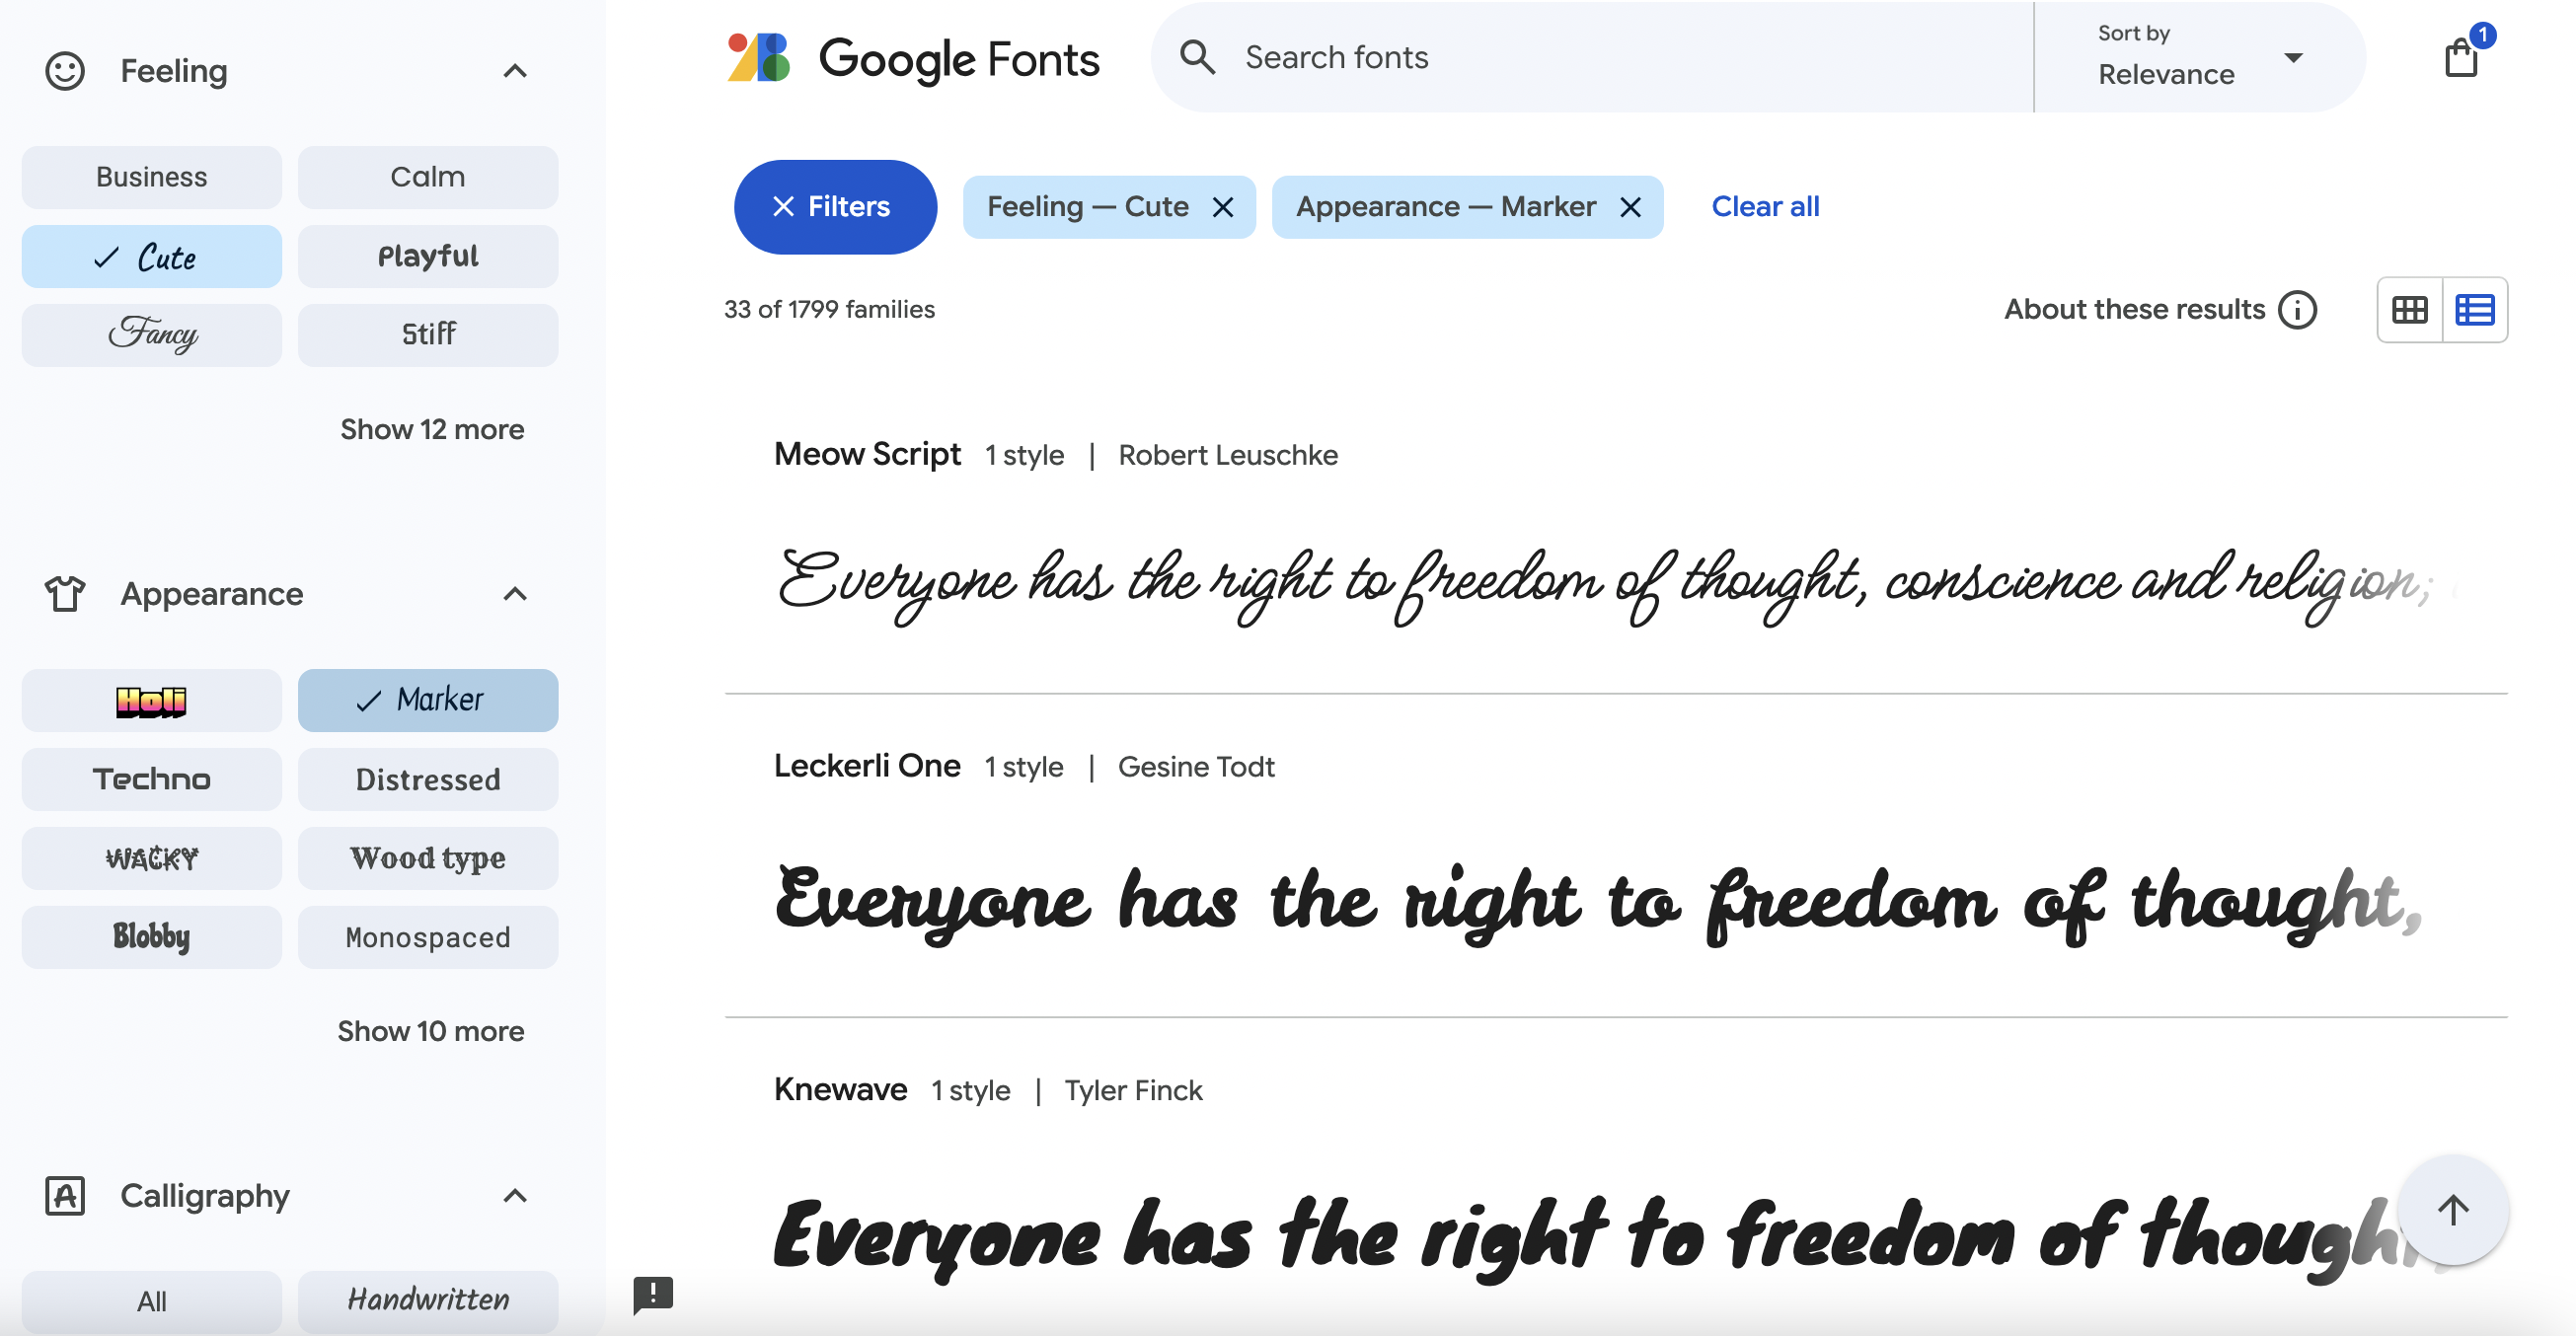 Feeling
Business
Calm
Cute
Playful
Fancy
Stiff
Show 12 more
Appearance
Holi
Marker
Techno
Distressed
WACKY
Wood type
Blobby
Monospaced
Show 10 more
Calligraphy
All
Handwritten
Google Fonts
Search fonts
Sort by
Relevance
1
Filters
Feeling — Cute
Appearance — Marker
Clear all
33 of 1799 families
About these results
Meow Script 1 style | Robert Leuschke
Everyone has the right to freedom of thought, conscience and religion;
Leckerli One 1 style | Gesine Todt
Everyone has the right to freedom of thought,
Knewave 1 style | Tyler Finck
Everyone has the right to freedom of though